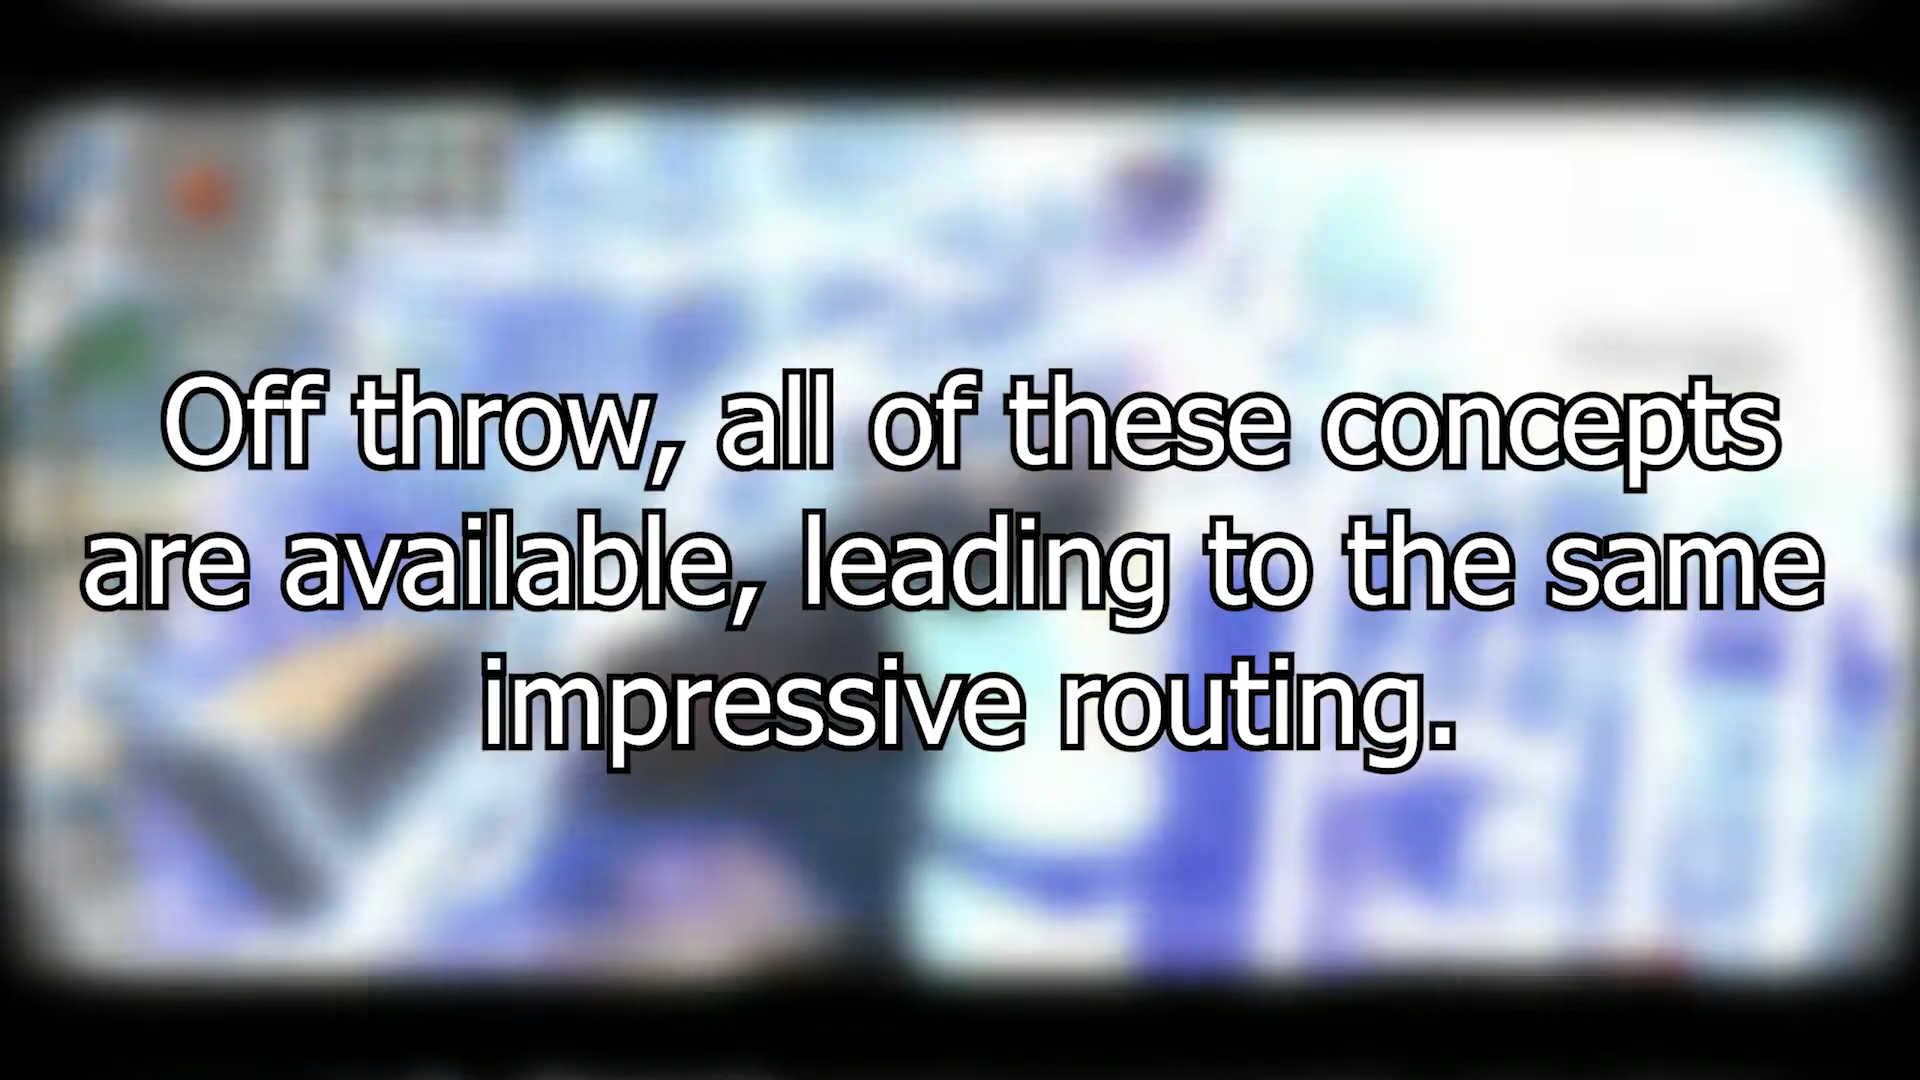 Off throw, all of these concepts
are available, leading to the same
impressive routing.